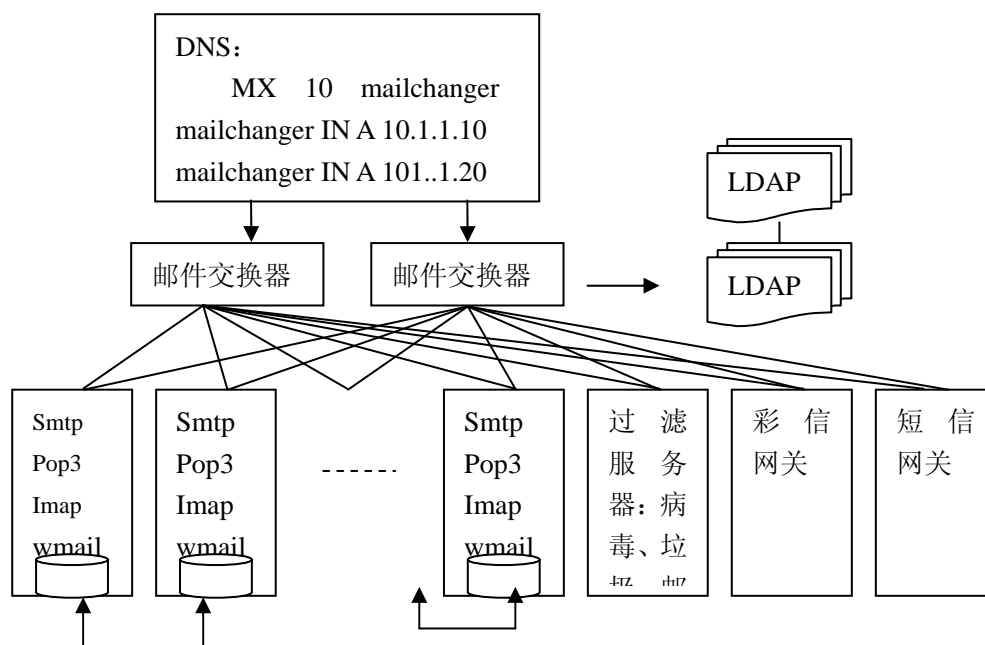 DNS：
MX 10 mailchanger
mailchanger IN A 10.1.1.10
mailchanger IN A 101..1.20
LDAP
LDAP
邮件交换器
邮件交换器
Smtp
Pop3
Imap
wmail
Smtp
Pop3
Imap
wmail
Smtp
Pop3
Imap
wmail
过滤
服务
器：病
毒、垃
彩信
网关
短信
网关